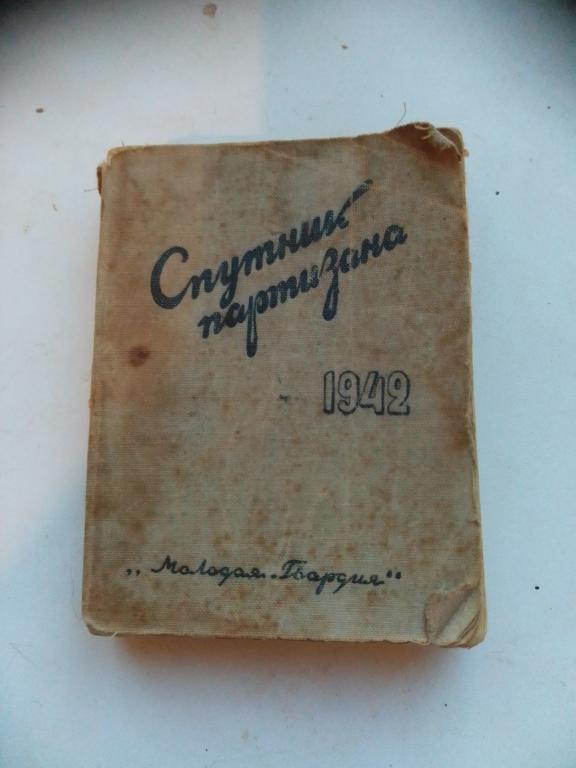 Спутник
партизана
1942
„Молодая Гвардия“